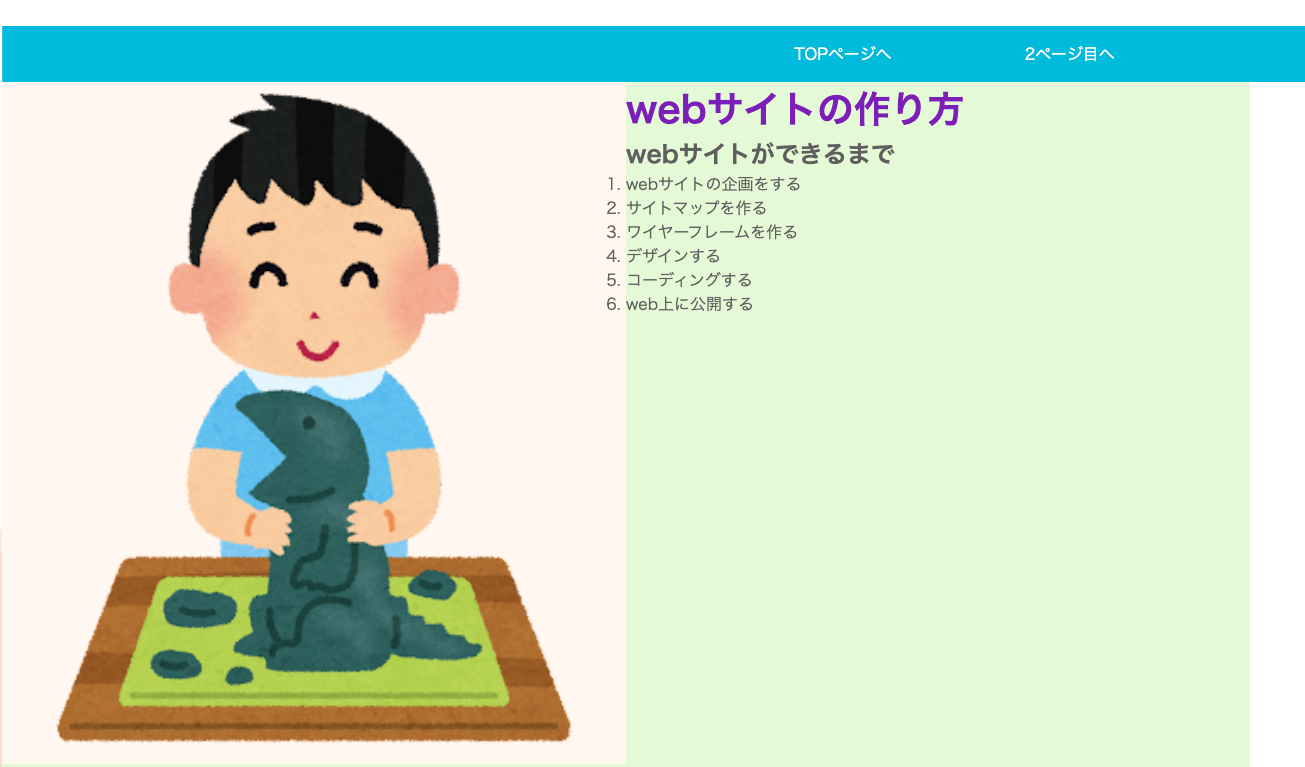 TOPページへ
2ページ目へ
webサイトの作り方
webサイトができるまで
1. webサイトの企画をする
2. サイトマップを作る
3. ワイヤーフレームを作る
4. デザインする
5. コーディングする
6. web上に公開する